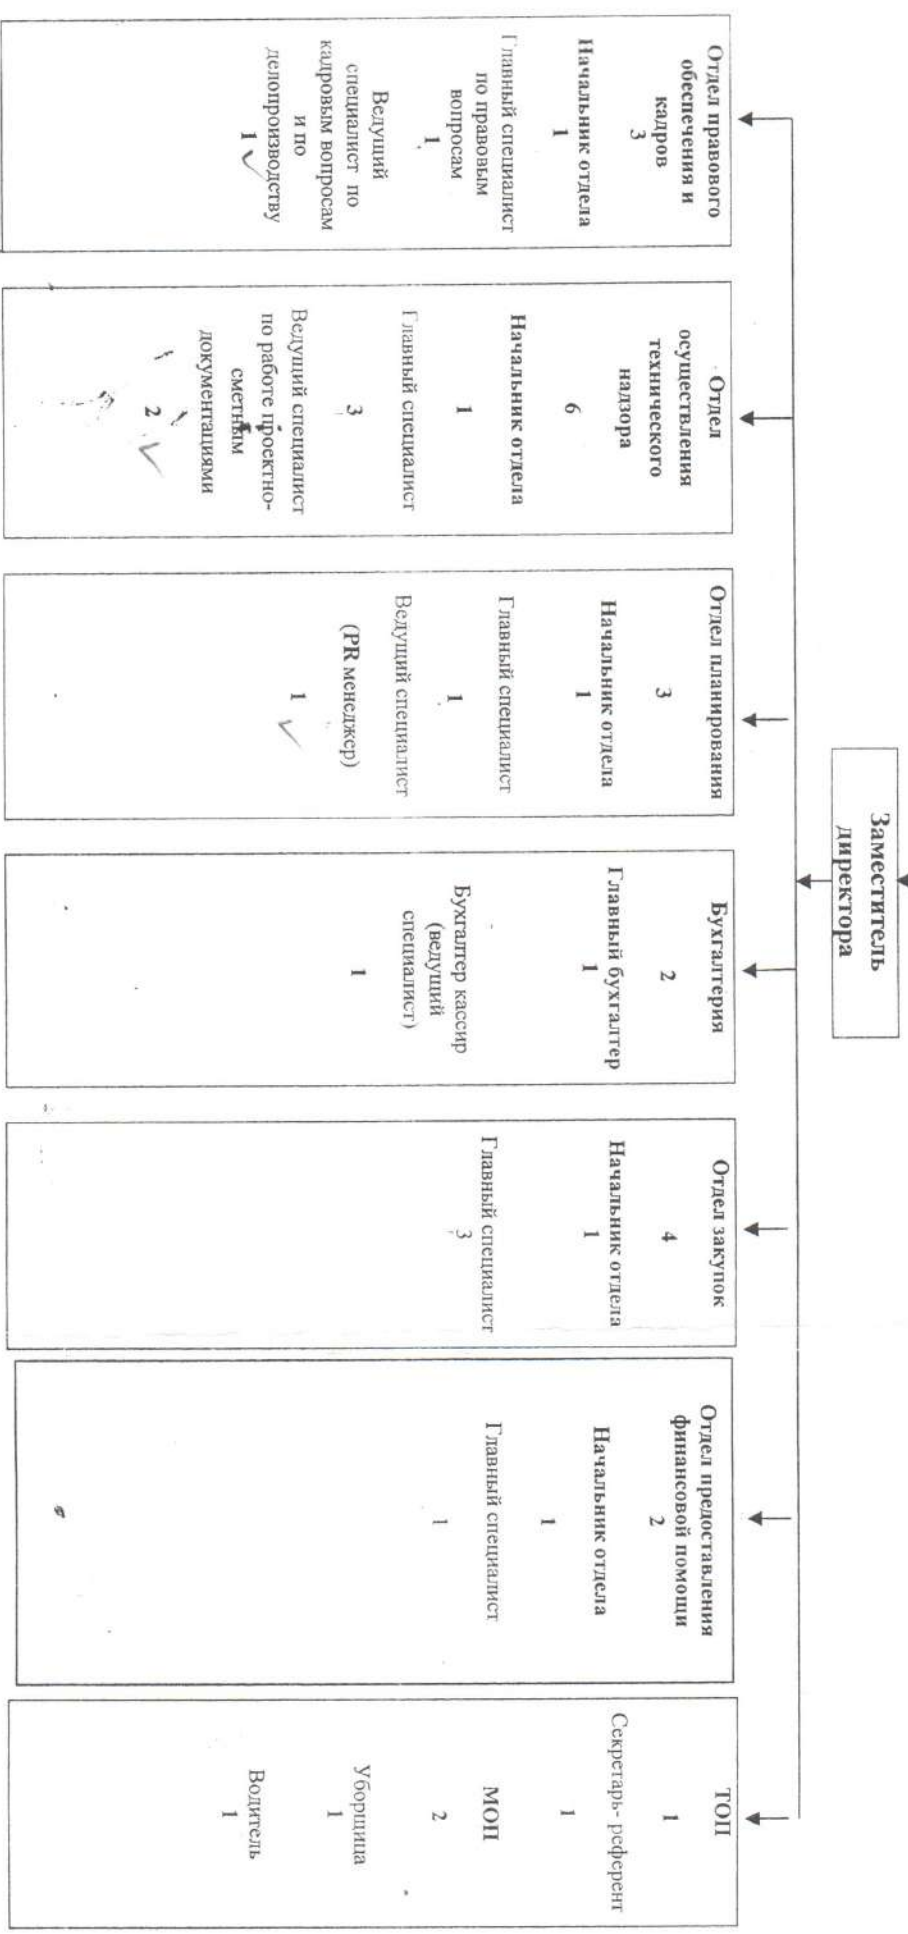 Заместитель
директора
Отдел правового
обеспечения и
кадров
3
Начальник отдела
1
Главный специалист
по правовым
вопросам
1
Ведущий
специалист по
кадровым вопросам
и по
делопроизводству
1
Отдел
осуществления
технического
надзора
6
Начальник отдела
1
Главный специалист
3
Ведущий специалист
по работе проектно-
сметным
документациями
2
Отдел планирования
3
Начальник отдела
1
Главный специалист
1
Ведущий специалист
(PR менеджер)
1
Бухгалтерия
2
Главный бухгалтер
1
Бухгалтер кассир
(ведущий
специалист)
1
Отдел закупок
4
Начальник отдела
1
Главный специалист
3
Отдел предоставления
финансовой помощи
2
Начальник отдела
1
Главный специалист
1
ТОП
1
Секретарь- референт
1
МОП
2
Уборщица
1
Водитель
1